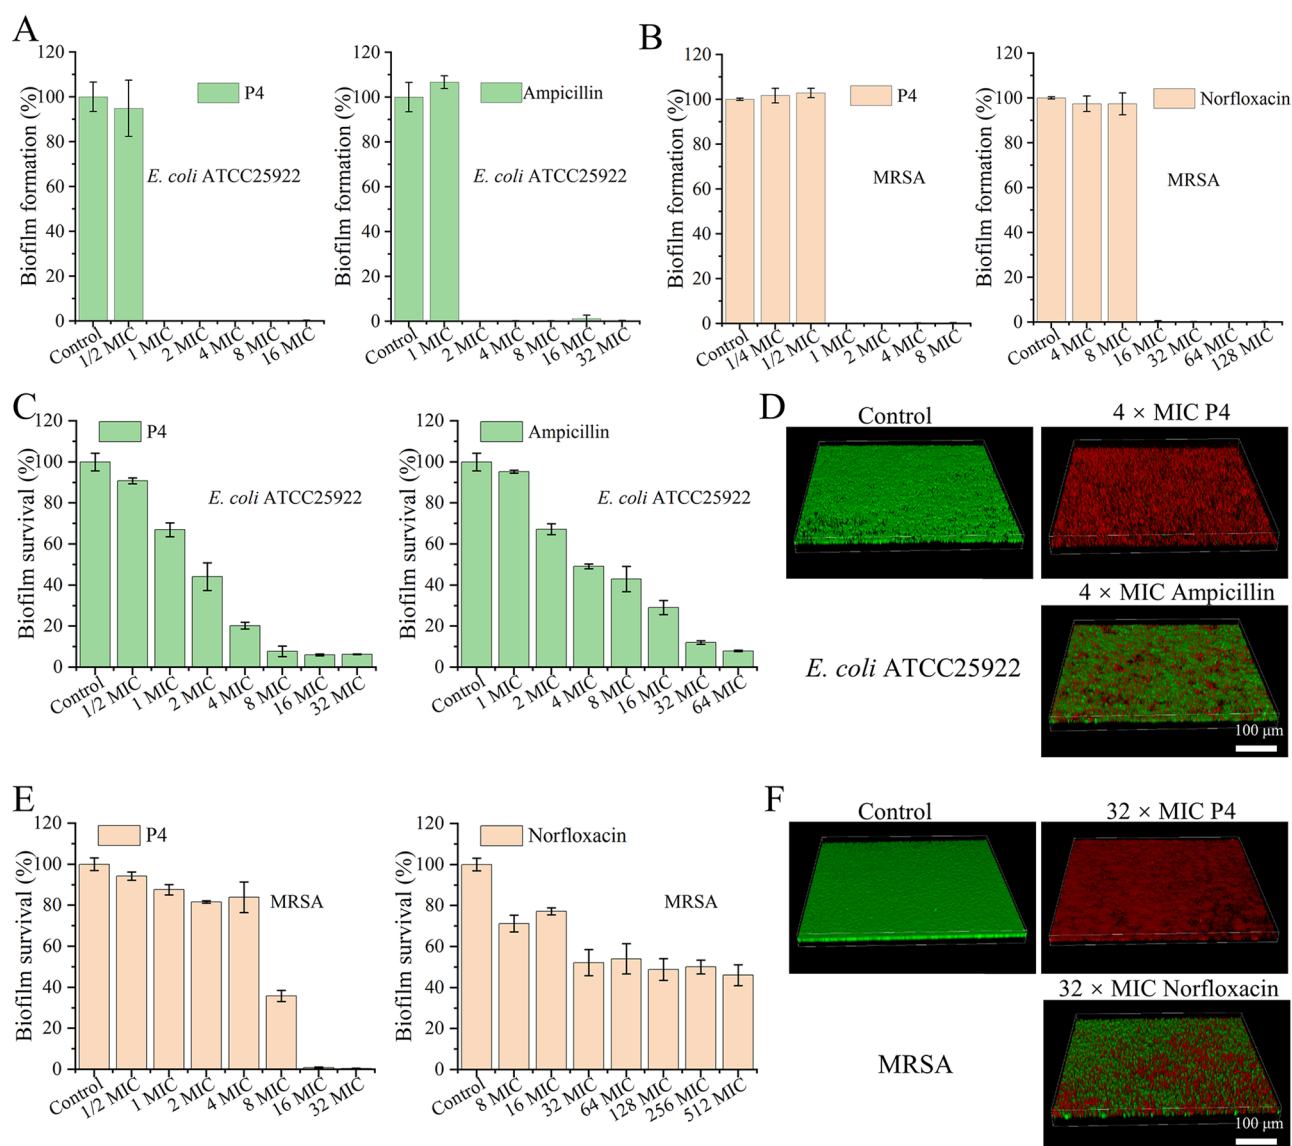 A
Biofilm formation (%)
120
100
80
60
40
20
0
P4
E. coli ATCC25922
Control
1/2 MIC
1 MIC
2 MIC
4 MIC
8 MIC
16 MIC
Biofilm formation (%)
120
100
80
60
40
20
0
Ampicillin
E. coli ATCC25922
Control
1 MIC
2 MIC
4 MIC
8 MIC
16 MIC
32 MIC
B
Biofilm formation (%)
120
100
80
60
40
20
0
P4
MRSA
Control
1/4 MIC
1/2 MIC
1 MIC
2 MIC
4 MIC
8 MIC
Biofilm formation (%)
120
100
80
60
40
20
0
Norfloxacin
MRSA
Control
4 MIC
8 MIC
16 MIC
32 MIC
64 MIC
128 MIC
C
Biofilm survival (%)
120
100
80
60
40
20
0
P4
E. coli ATCC25922
Control
1/2 MIC
1 MIC
2 MIC
4 MIC
8 MIC
16 MIC
32 MIC
Biofilm survival (%)
120
100
80
60
40
20
0
Ampicillin
E. coli ATCC25922
Control
1 MIC
2 MIC
4 MIC
8 MIC
16 MIC
32 MIC
64 MIC
D
Control
4 × MIC P4
4 × MIC Ampicillin
E. coli ATCC25922
100 μm
E
Biofilm survival (%)
120
100
80
60
40
20
0
P4
MRSA
Control
1/2 MIC
1 MIC
2 MIC
4 MIC
8 MIC
16 MIC
32 MIC
Biofilm survival (%)
120
100
80
60
40
20
0
Norfloxacin
MRSA
Control
8 MIC
16 MIC
32 MIC
64 MIC
128 MIC
256 MIC
512 MIC
F
Control
32 × MIC P4
32 × MIC Norfloxacin
MRSA
100 μm